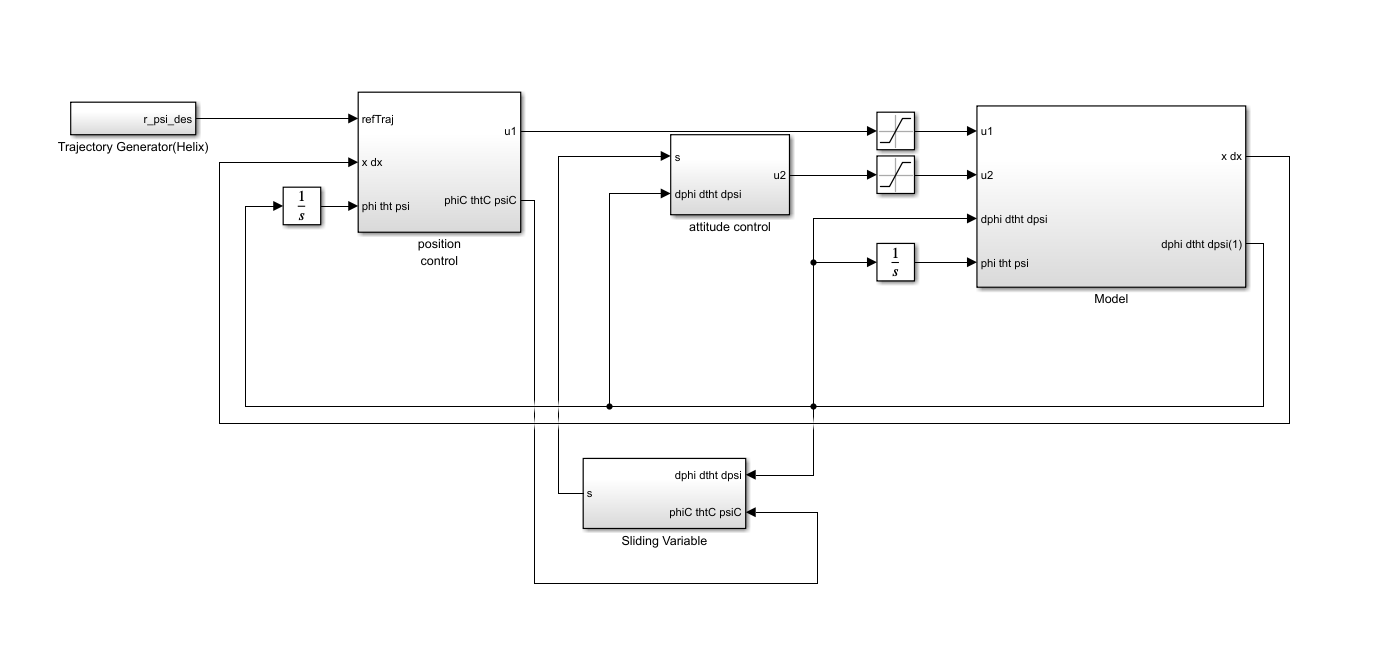 r_psi_des
Trajectory Generator(Helix)
refTraj
x dx
phi tht psi
u1
phiC thtC psiC
position
control
1
s
s
dphi dtht dpsi
u2
attitude control
1
s
u1
u2
dphi dtht dpsi
phi tht psi
x dx
dphi dtht dpsi(1)
Model
dphi dtht dpsi
s
phiC thtC psiC
Sliding Variable